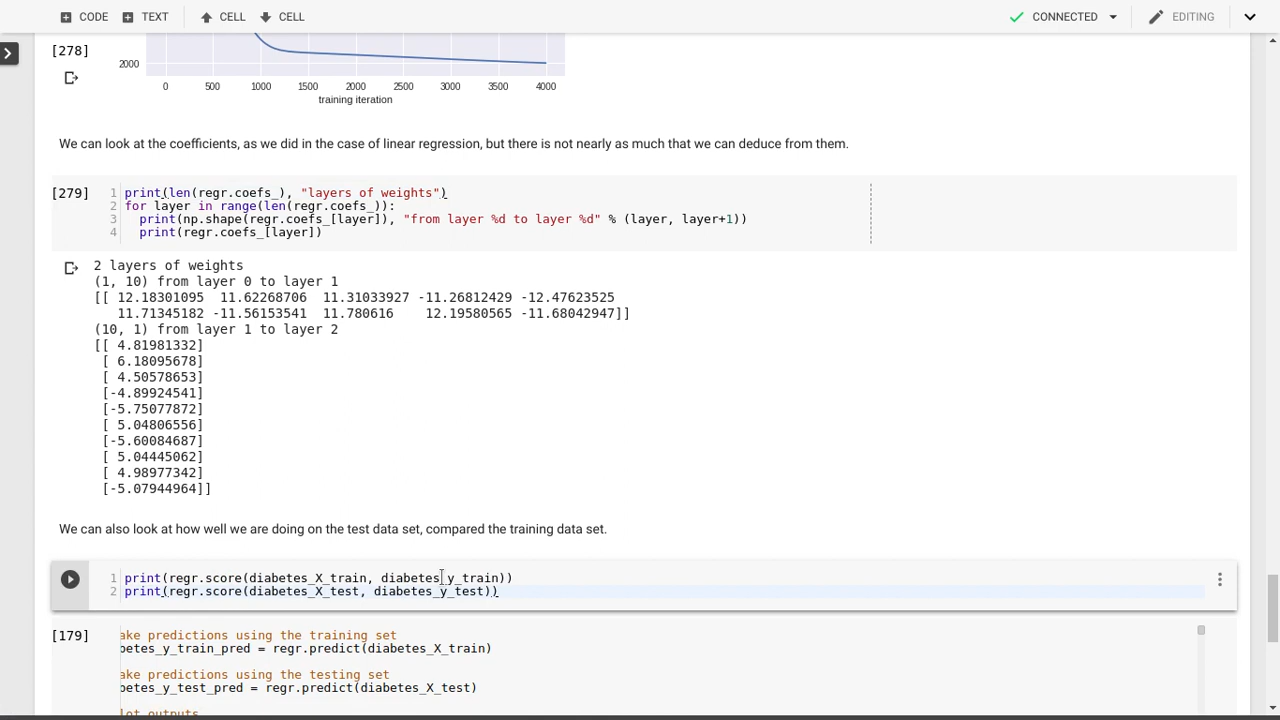 CODE TEXT CELL CELL CONNECTED EDITING
[278]
2000
0 500 1000 1500 2000 2500 3000 3500 4000
training iteration
We can look at the coefficients, as we did in the case of linear regression, but there is not nearly as much that we can deduce from them.
[279] 1 print(len(regr.coefs_), "layers of weights")
2 for layer in range(len(regr.coefs_)):
3 print(np.shape(regr.coefs_[layer]), "from layer %d to layer %d" % (layer, layer+1))
4 print(regr.coefs_[layer])
2 layers of weights
(1, 10) from layer 0 to layer 1
[[ 12.18301095 11.62268706 11.31033927 -11.26812429 -12.47623525
11.71345182 -11.56153541 11.780616 12.19580565 -11.68042947]]
(10, 1) from layer 1 to layer 2
[[ 4.81981332]
[ 6.18095678]
[ 4.50578653]
[-4.89924541]
[-5.75077872]
[ 5.04806556]
[-5.60084687]
[ 5.04445062]
[ 4.98977342]
[-5.07944964]]
We can also look at how well we are doing on the test data set, compared the training data set.
1 print(regr.score(diabetes_X_train, diabetes_y_train))
2 print(regr.score(diabetes_X_test, diabetes_y_test))
[179] ake predictions using the training set
betes_y_train_pred = regr.predict(diabetes_X_train)
ake predictions using the testing set
betes_y_test_pred = regr.predict(diabetes_X_test)
lot outputs